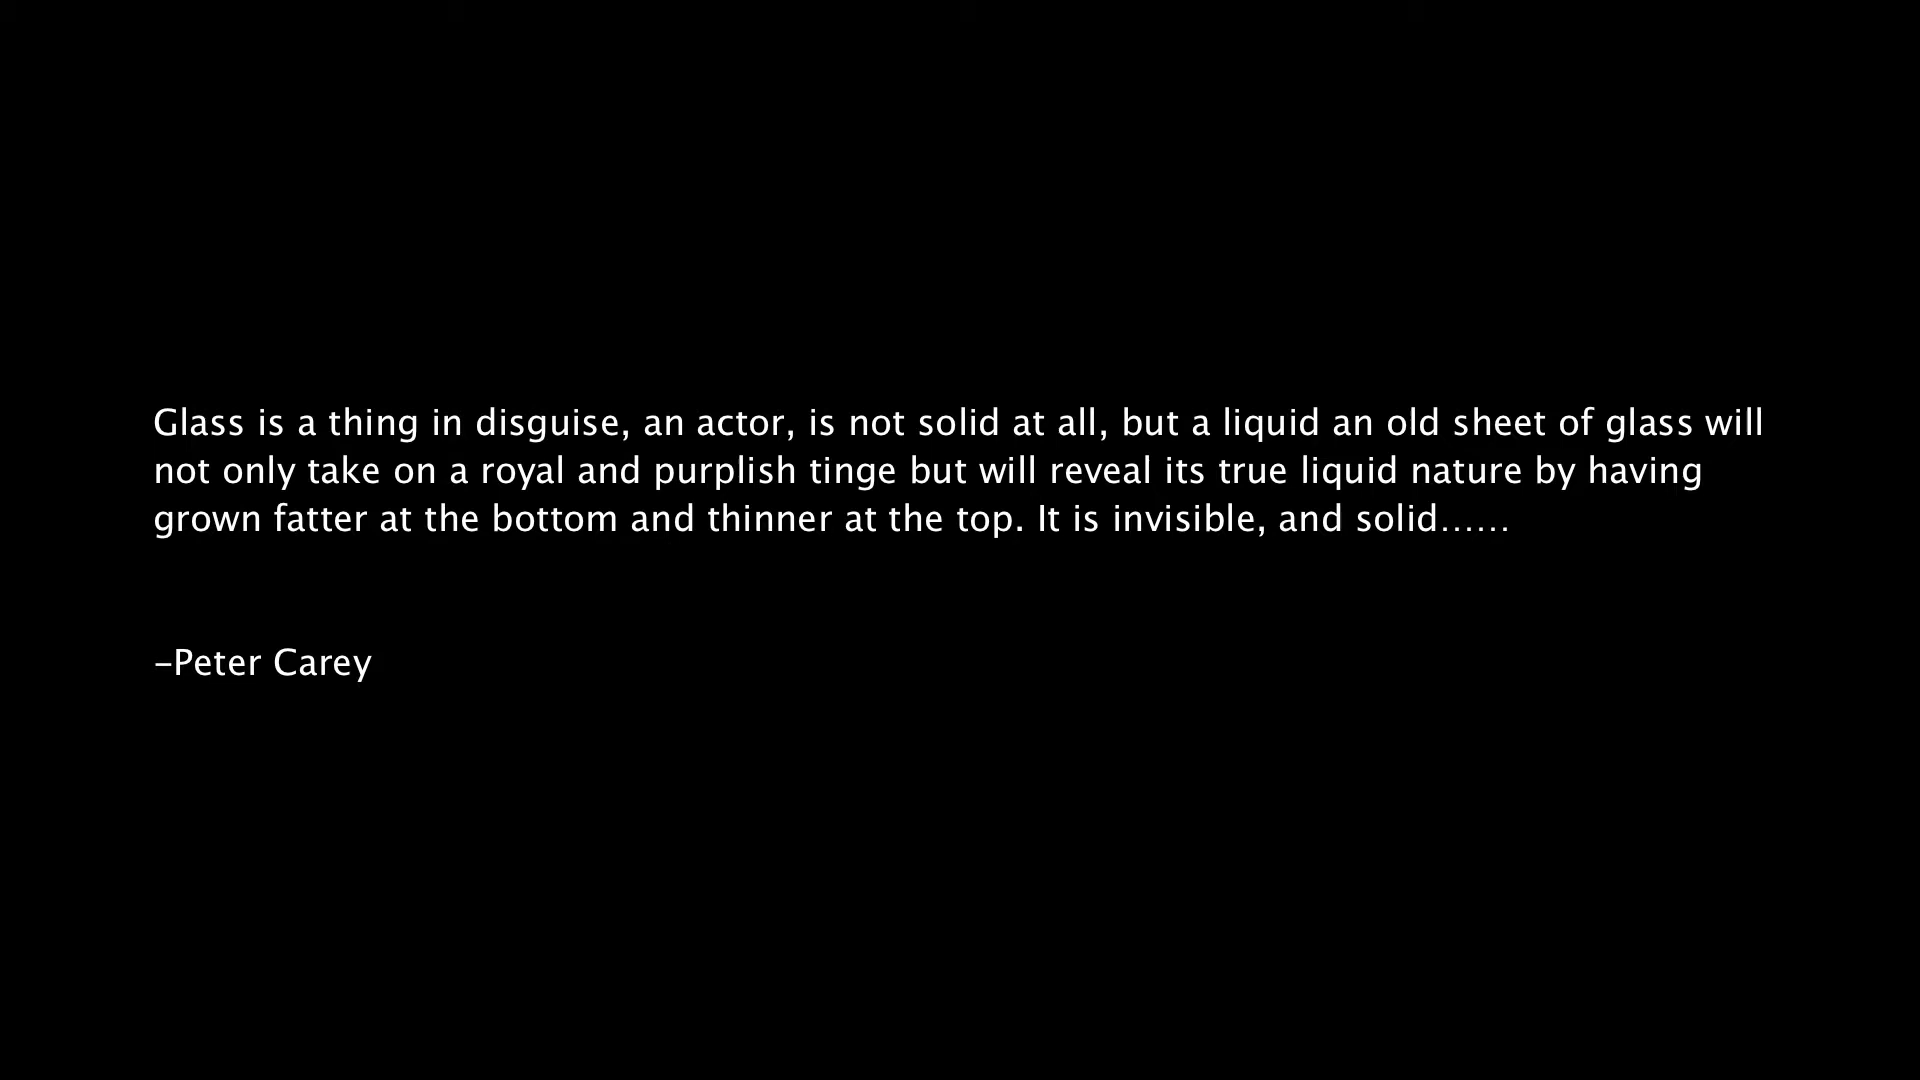 Glass is a thing in disguise, an actor, is not solid at all, but a liquid an old sheet of glass will
not only take on a royal and purplish tinge but will reveal its true liquid nature by having
grown fatter at the bottom and thinner at the top. It is invisible, and solid……
–Peter Carey